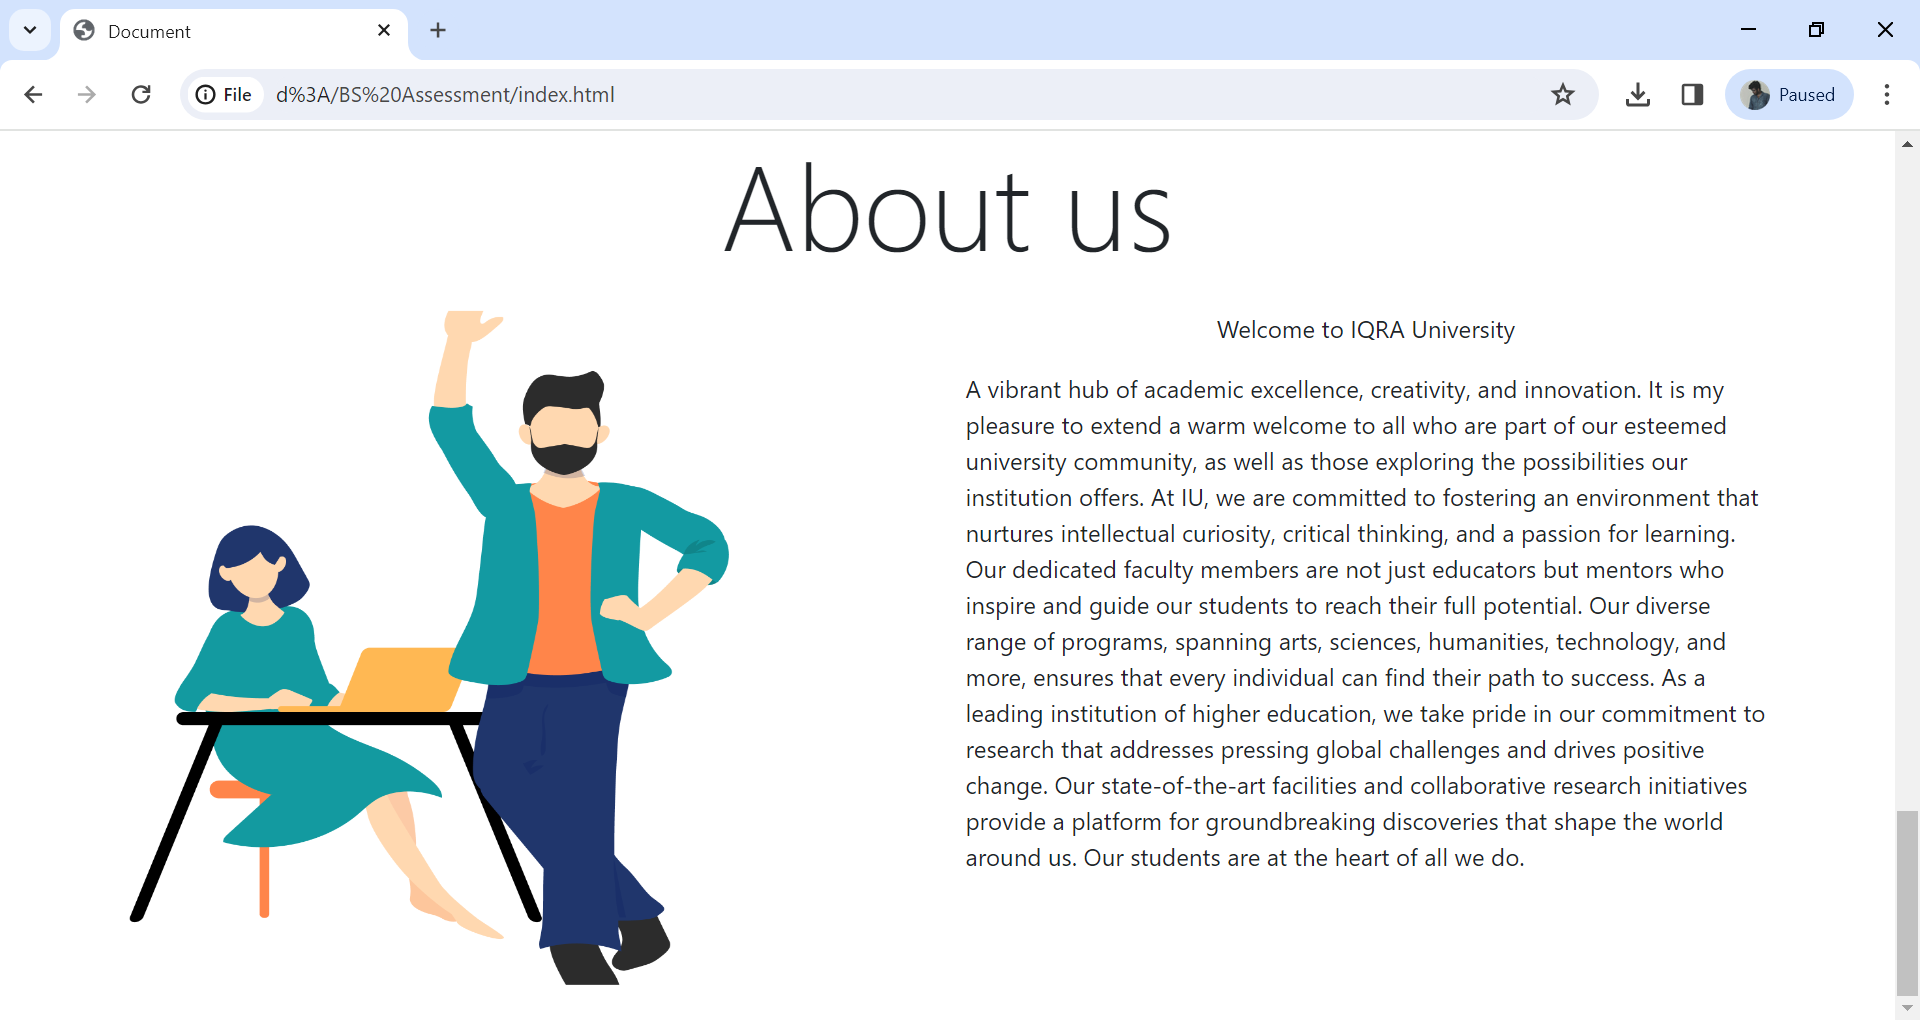 Document
File
d%3A/BS%20Assessment/index.html
Paused
About us
Welcome to IQRA University
A vibrant hub of academic excellence, creativity, and innovation. It is my
pleasure to extend a warm welcome to all who are part of our esteemed
university community, as well as those exploring the possibilities our
institution offers. At IU, we are committed to fostering an environment that
nurtures intellectual curiosity, critical thinking, and a passion for learning.
Our dedicated faculty members are not just educators but mentors who
inspire and guide our students to reach their full potential. Our diverse
range of programs, spanning arts, sciences, humanities, technology, and
more, ensures that every individual can find their path to success. As a
leading institution of higher education, we take pride in our commitment to
research that addresses pressing global challenges and drives positive
change. Our state-of-the-art facilities and collaborative research initiatives
provide a platform for groundbreaking discoveries that shape the world
around us. Our students are at the heart of all we do.